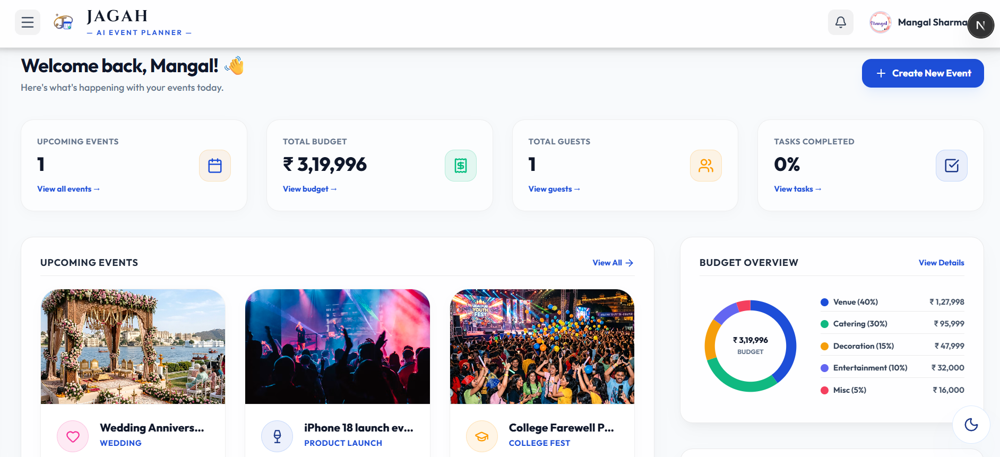 JAGAH
— AI EVENT PLANNER —
Mangal
Mangal Sharma
N
Welcome back, Mangal! 👋
Here's what's happening with your events today.
+ Create New Event
UPCOMING EVENTS
1
View all events →
TOTAL BUDGET
₹ 3,19,996
View budget →
TOTAL GUESTS
1
View guests →
TASKS COMPLETED
0%
View tasks →
UPCOMING EVENTS
View All →
UDAIPUR
YOUTH
FEST
Wedding Annivers...
WEDDING
iPhone 18 launch ev...
PRODUCT LAUNCH
College Farewell P...
COLLEGE FEST
BUDGET OVERVIEW
View Details
₹ 3,19,996
BUDGET
Venue (40%) ₹ 1,27,998
Catering (30%) ₹ 95,999
Decoration (15%) ₹ 47,999
Entertainment (10%) ₹ 32,000
Misc (5%) ₹ 16,000